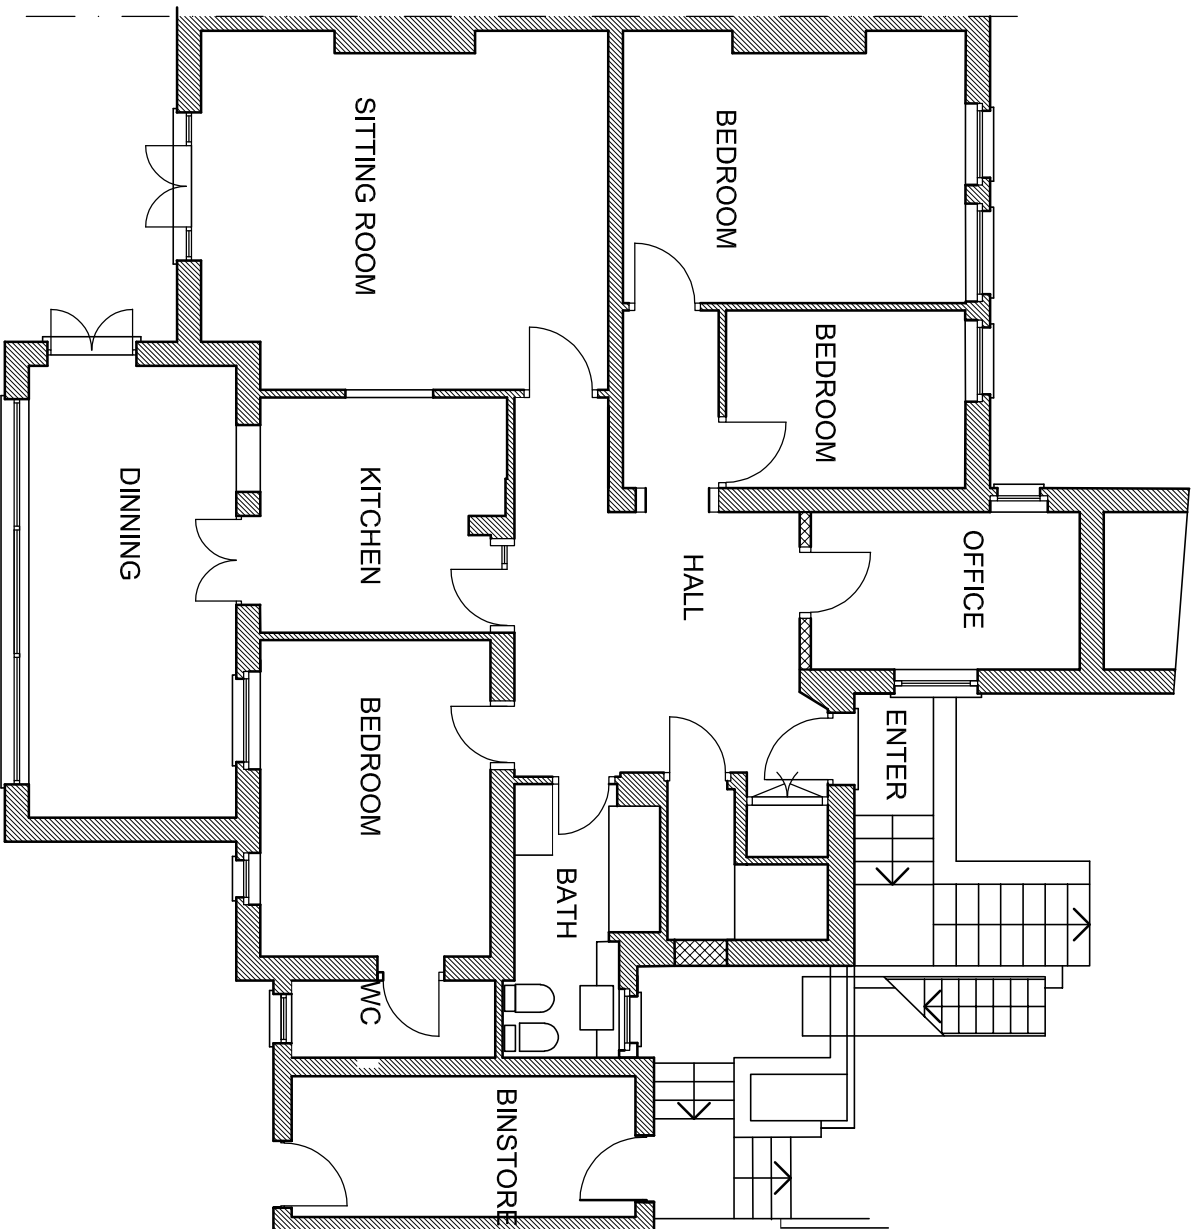 OFFICE
ENTER
BEDROOM
BEDROOM
HALL
BATH
BINSTORE
SITTING ROOM
KITCHEN
BEDROOM
WC
DINNING